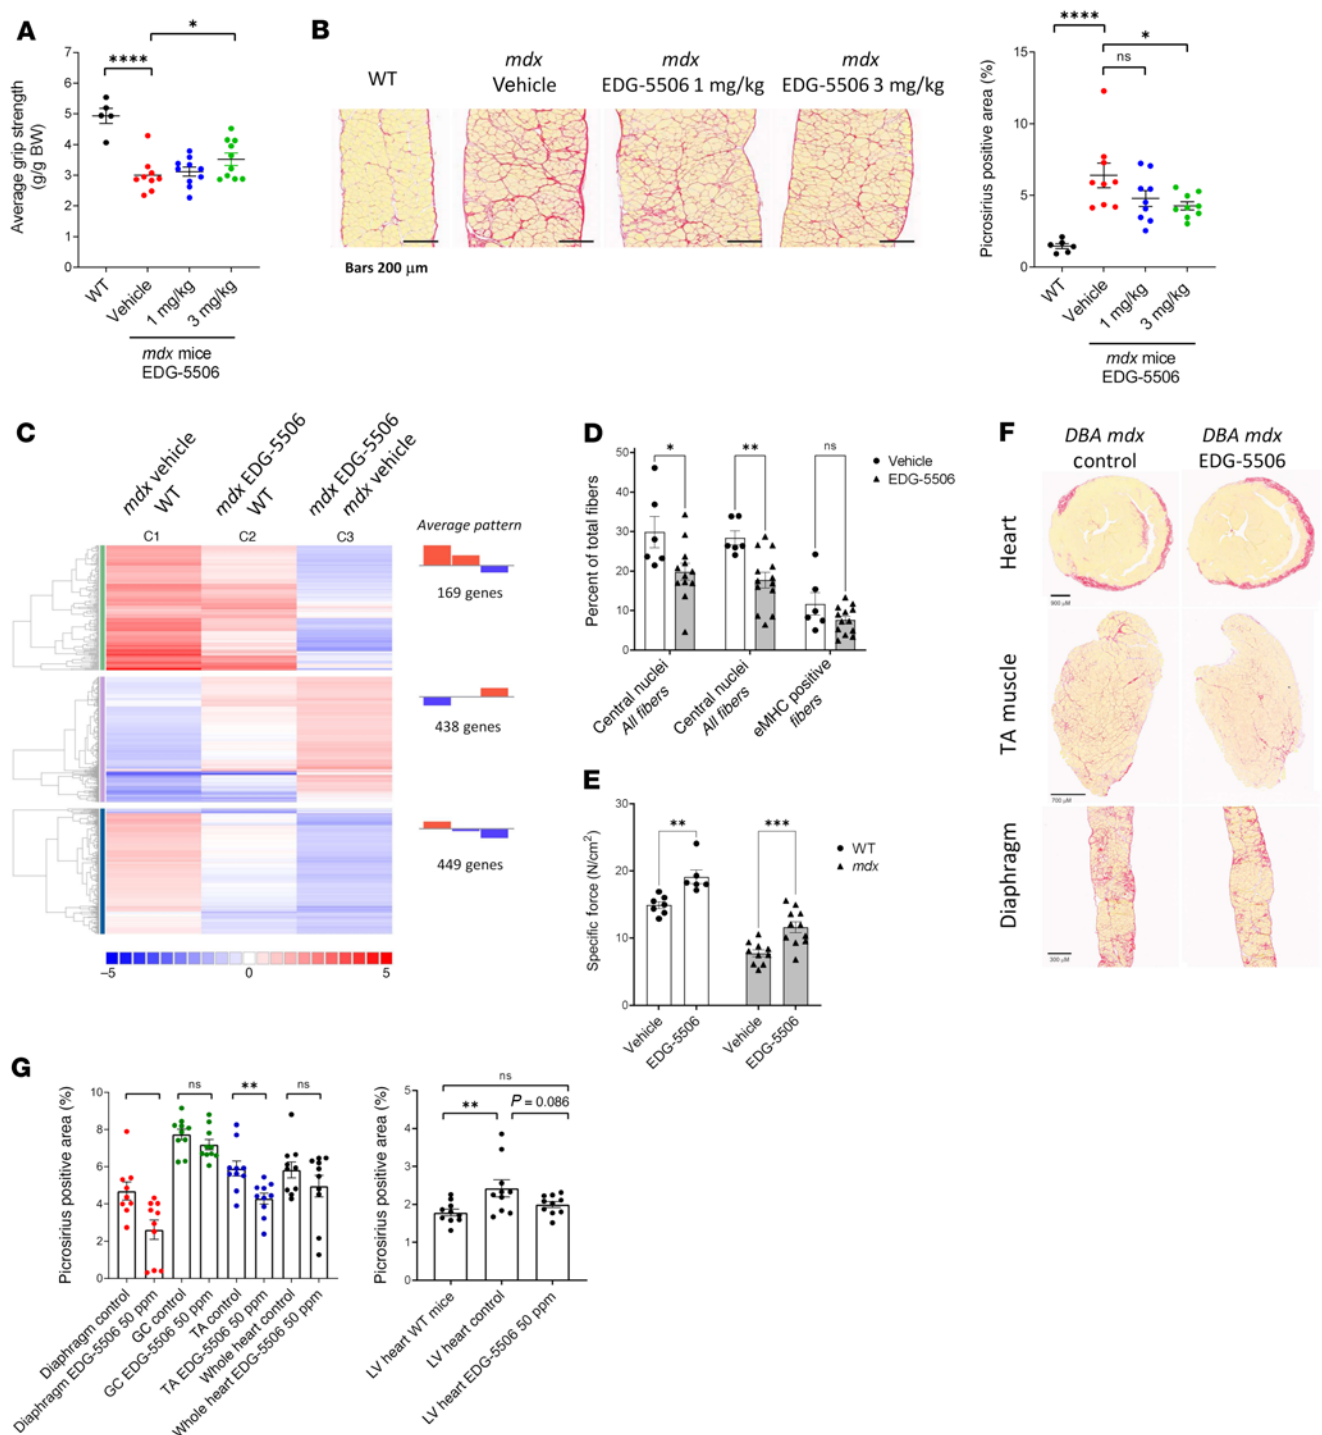 A
Average grip strength
(g/g BW)
7
6
5
4
3
2
1
0
****
*
WT
Vehicle
1 mg/kg
3 mg/kg
mdx mice
EDG-5506
B
WT
mdx
Vehicle
mdx
EDG-5506 1 mg/kg
mdx
EDG-5506 3 mg/kg
Bars 200 μm
Picrosirius positive area (%)
15
10
5
0
****
*
ns
WT
Vehicle
1 mg/kg
3 mg/kg
mdx mice
EDG-5506
C
mdx vehicle
WT
mdx EDG-5506
WT
mdx EDG-5506
mdx vehicle
C1
C2
C3
Average pattern
169 genes
438 genes
449 genes
−5
0
5
D
Percent of total fibers
50
40
30
20
10
0
*
**
ns
Vehicle
EDG-5506
Central nuclei
All fibers
Central nuclei
All fibers
eMHC positive
fibers
E
Specific force (N/cm²)
30
20
10
0
**
***
WT
mdx
Vehicle
EDG-5506
Vehicle
EDG-5506
F
DBA mdx
control
DBA mdx
EDG-5506
Heart
900 μM
TA muscle
700 μM
Diaphragm
300 μM
G
Picrosirius positive area (%)
10
8
6
4
2
0
ns
**
ns
Diaphragm control
Diaphragm EDG-5506 50 ppm
GC control
GC EDG-5506 50 ppm
TA control
TA EDG-5506 50 ppm
Whole heart control
Whole heart EDG-5506 50 ppm
Picrosirius positive area (%)
5
4
3
2
1
0
ns
**
P = 0.086
LV heart WT mice
LV heart control
LV heart EDG-5506 50 ppm